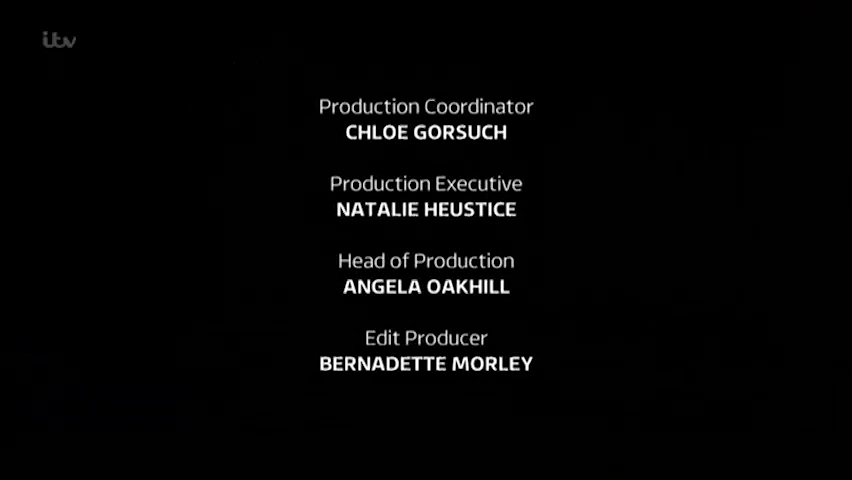 itv
Production Coordinator
CHLOE GORSUCH
Production Executive
NATALIE HEUSTICE
Head of Production
ANGELA OAKHILL
Edit Producer
BERNADETTE MORLEY